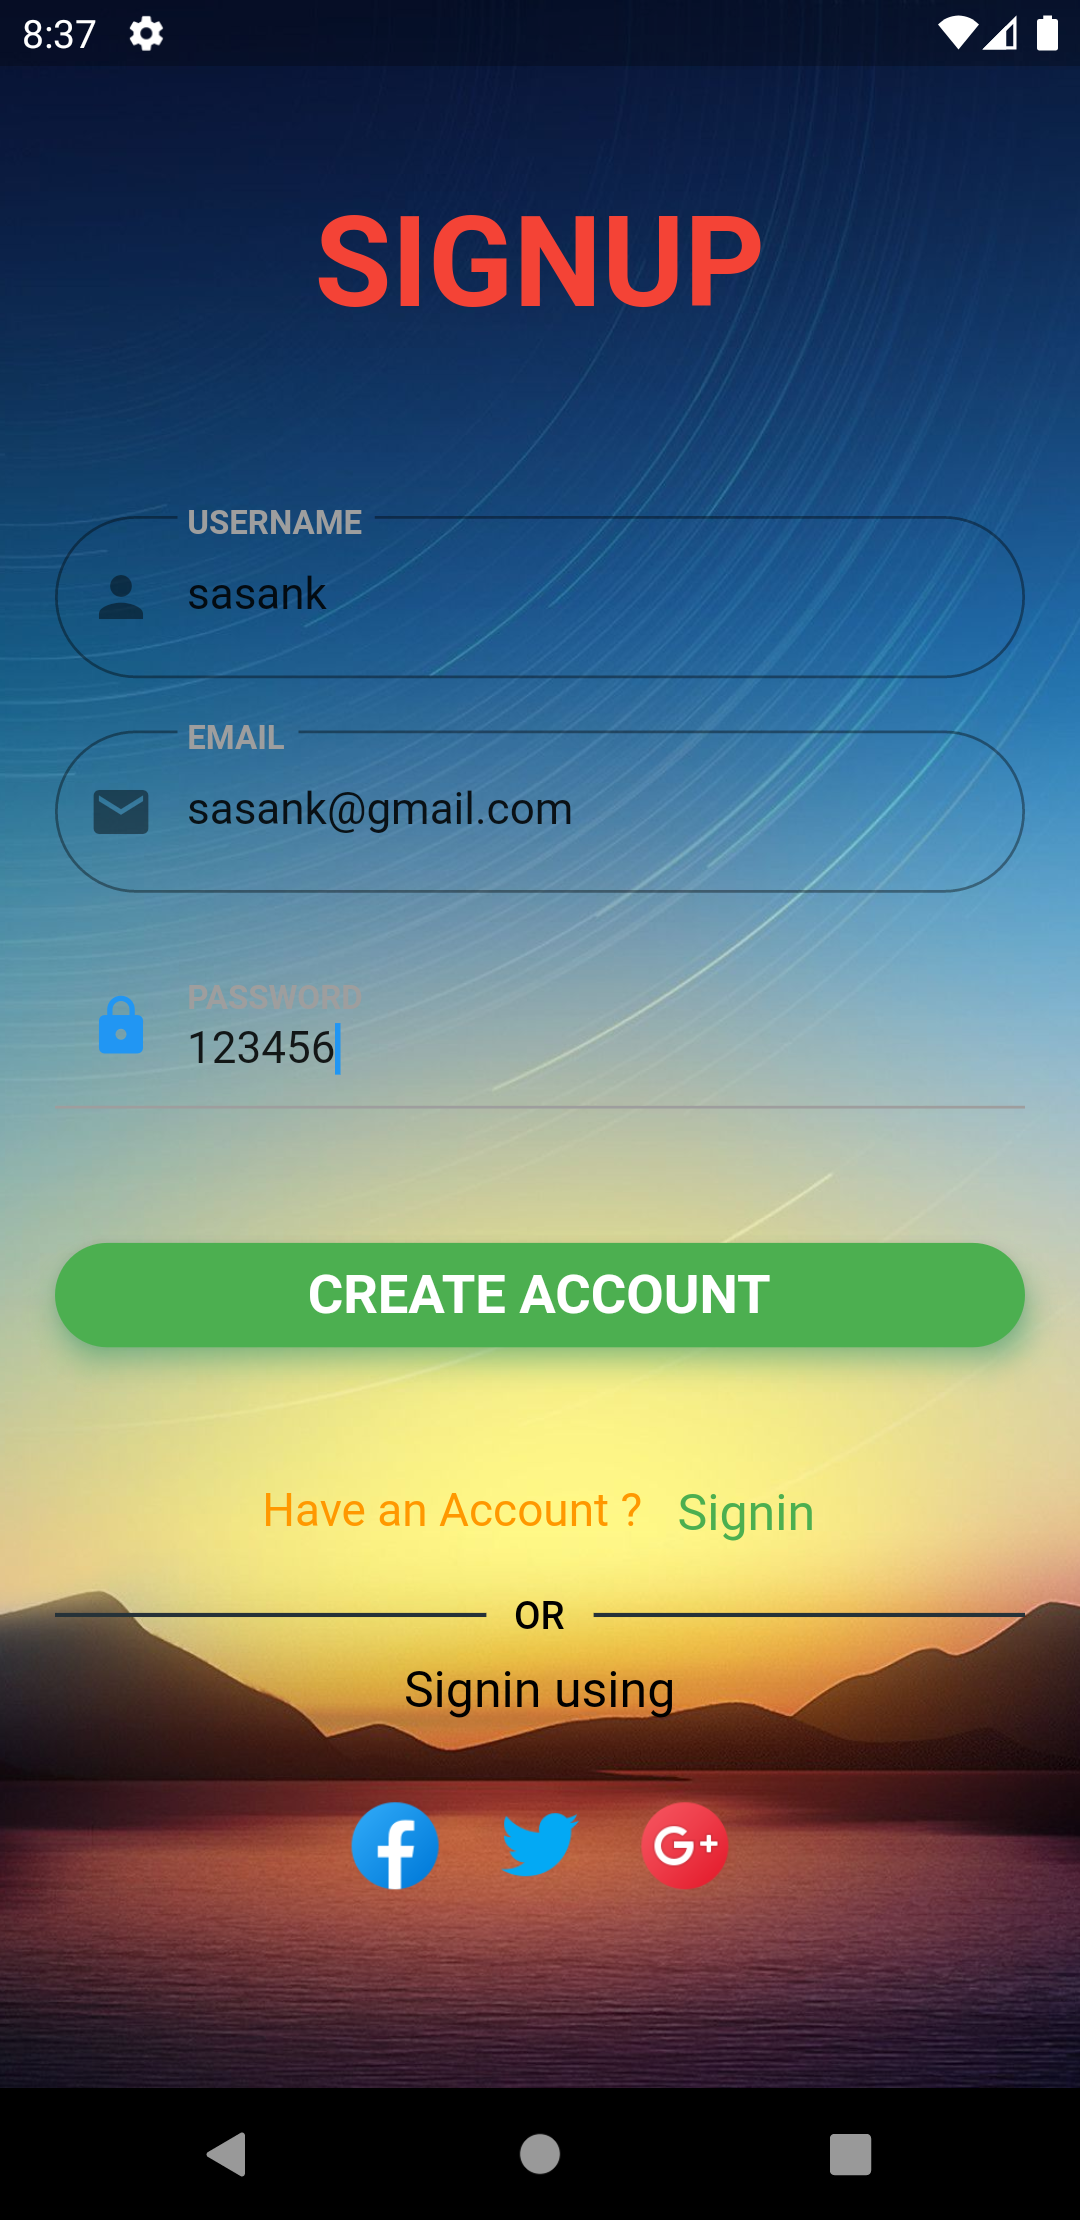 8:37
SIGNUP
USERNAME
sasank
EMAIL
sasank@gmail.com
PASSWORD
123456
CREATE ACCOUNT
Have an Account ? Signin
OR
Signin using
f G+